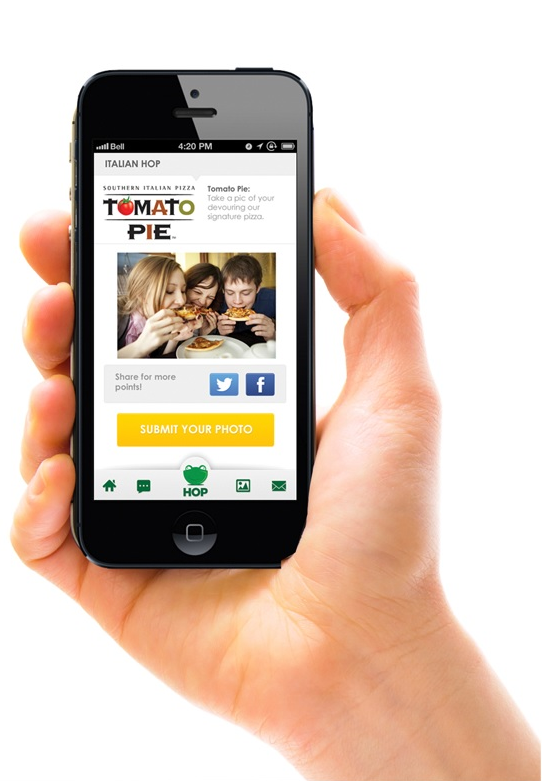 Bell 4:20 PM
ITALIAN HOP
SOUTHERN ITALIAN PIZZA
TOMATO
PIE™
Tomato Pie:
Take a pic of your
devouring our
signature pizza.
Share for more
points!
SUBMIT YOUR PHOTO
HOP